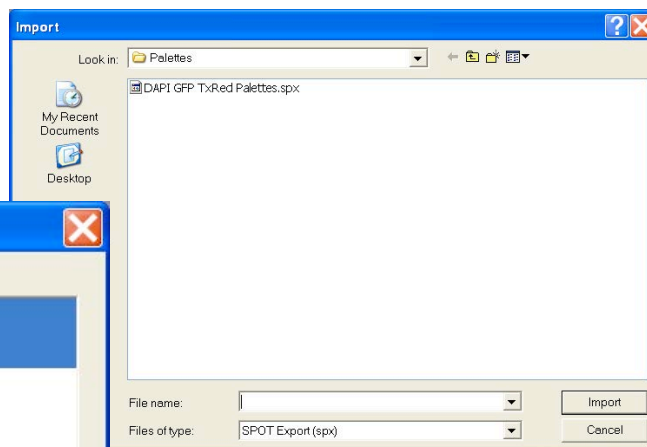 Import
Look in: Palettes
DAPI GFP TxRed Palettes.spx
My Recent
Documents
Desktop
File name:
Import
Files of type: SPOT Export (spx)
Cancel